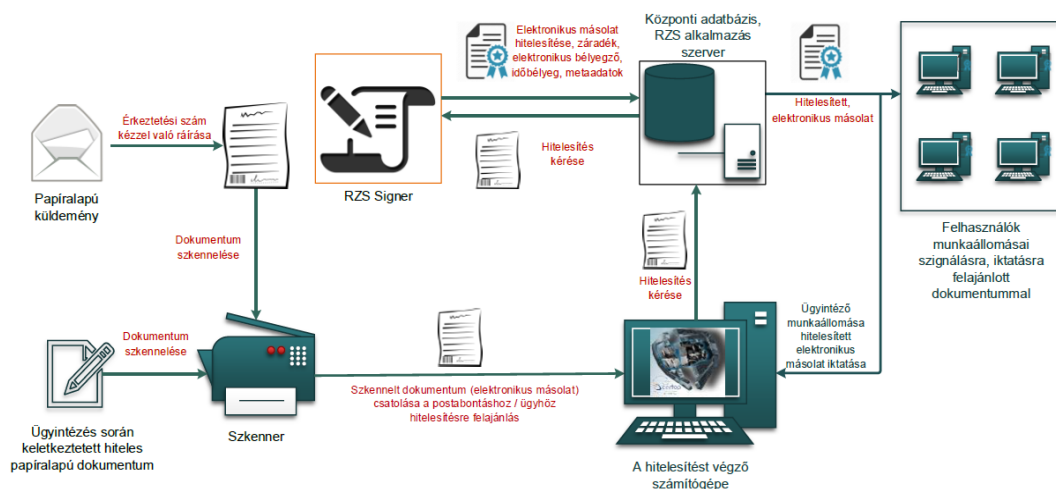 Elektronikus másolat
hitelesítése, záradék,
elektronikus bélyegző,
időbélyeg, metaadatok
Központi adatbázis,
RZS alkalmazás
szerver
Érkeztetési szám
kézzel való ráírása
Hitelesített,
elektronikus másolat
Hitelesítés
kérése
Papíralapú
küldemény
RZS Signer
Dokumentum
szkennelése
Felhasználók
munkaállomásai
szignálásra, iktatásra
felajánlott
dokumentummal
Hitelesítés
kérése
Ügyintéző
munkaállomása
hitelesített
elektronikus
másolat iktatása
Dokumentum
szkennelése
Szkennelt dokumentum (elektronikus másolat)
csatolása a postabontáshoz / ügyhöz
hitelesítésre felajánlás
Szkenner
Ügyintézés során
keletkeztetett hiteles
papíralapú dokumentum
A hitelesítést végző
számítógépe